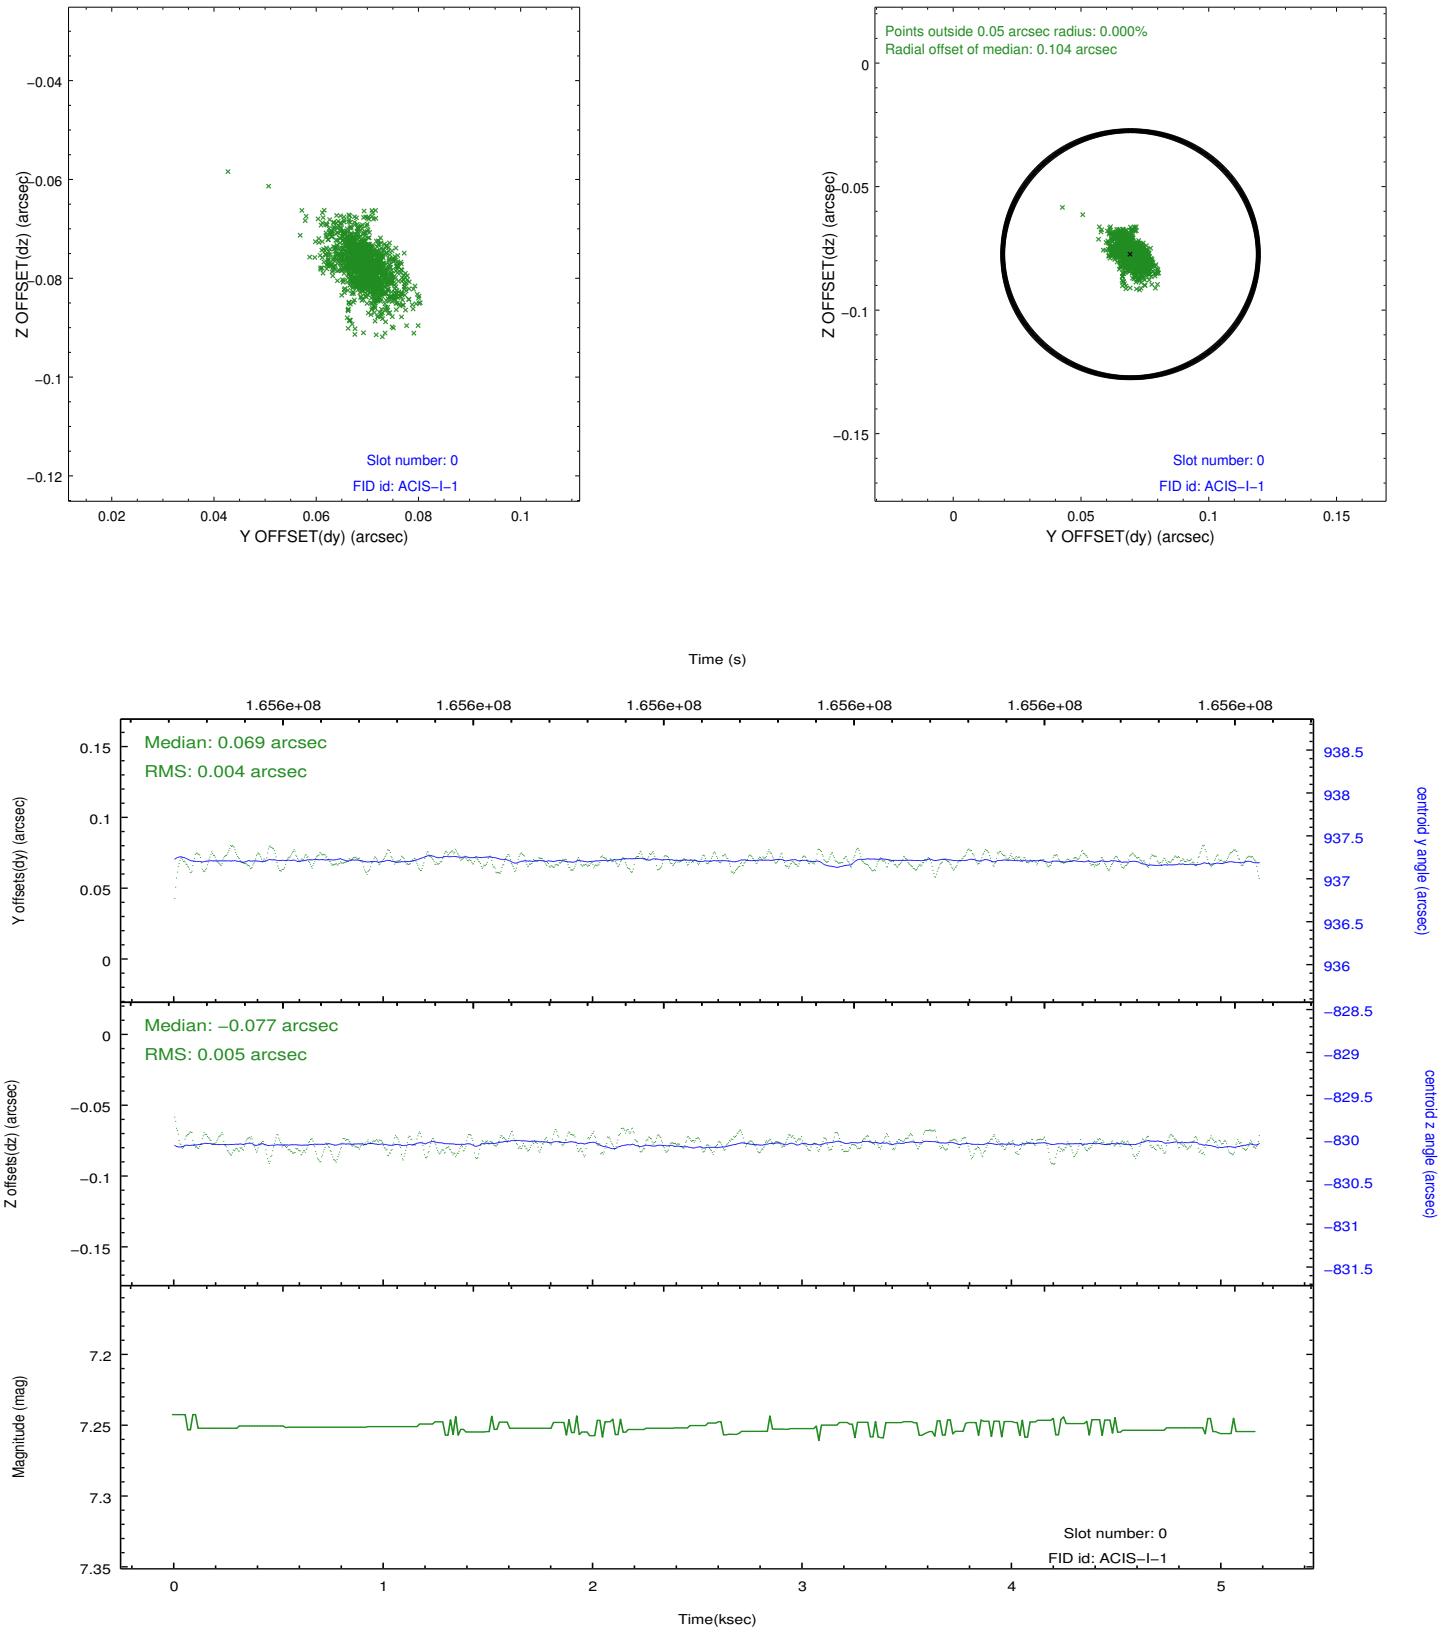 −0.04
−0.06
−0.08
−0.1
−0.12
Z OFFSET(dz) (arcsec)
0.02 0.04 0.06 0.08 0.1
Y OFFSET(dy) (arcsec)
Slot number: 0
FID id: ACIS−I−1
Points outside 0.05 arcsec radius: 0.000%
Radial offset of median: 0.104 arcsec
0
−0.05
−0.1
−0.15
Z OFFSET(dz) (arcsec)
Slot number: 0
FID id: ACIS−I−1
0 0.05 0.1 0.15
Y OFFSET(dy) (arcsec)
Time (s)
1.656e+08 1.656e+08 1.656e+08 1.656e+08 1.656e+08 1.656e+08
Median: 0.069 arcsec
RMS: 0.004 arcsec
0.15
0.1
0.05
0
Y offsets(dy) (arcsec)
938.5
938
937.5
937
936.5
936
centroid y angle (arcsec)
Median: −0.077 arcsec
RMS: 0.005 arcsec
0
−0.05
−0.1
−0.15
Z offsets(dz) (arcsec)
−828.5
−829
−829.5
−830
−830.5
−831
−831.5
centroid z angle (arcsec)
7.2
7.25
7.3
7.35
Magnitude (mag)
Slot number: 0
FID id: ACIS−I−1
0 1 2 3 4 5
Time(ksec)